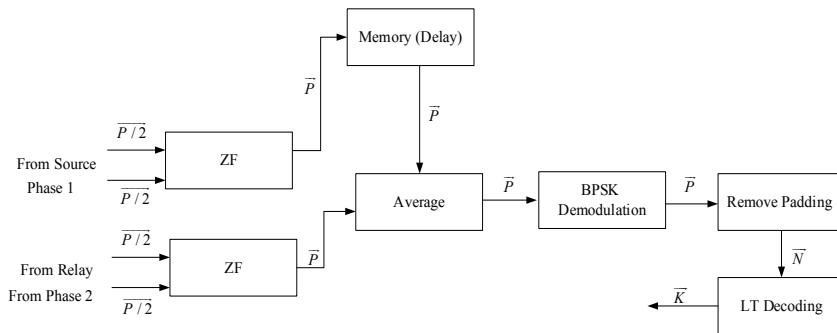 Memory (Delay)
P
P
P / 2
ZF
From Source
Phase 1
P / 2
Average
P
BPSK
Demodulation
P
Remove Padding
P / 2
From Relay
From Phase 2
ZF
P
P / 2
N
K
LT Decoding